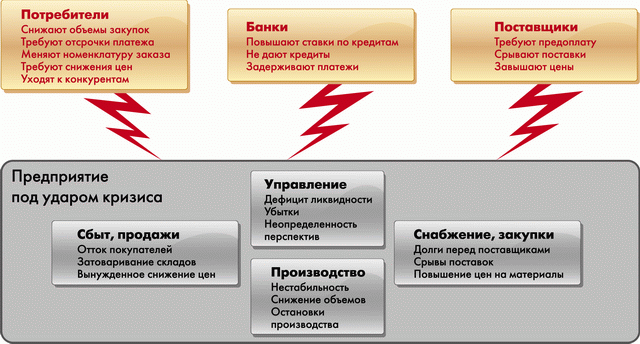 Потребители
Снижают объемы закупок
Требуют отсрочки платежа
Меняют номенклатуру заказа
Требуют снижения цен
Уходят к конкурентам
Банки
Повышают ставки по кредитам
Не дают кредиты
Задерживают платежи
Поставщики
Требуют предоплату
Срывают поставки
Завышают цены
Предприятие
под ударом кризиса
Управление
Дефицит ликвидности
Убытки
Неопределенность
перспектив
Сбыт, продажи
Отток покупателей
Затоваривание складов
Вынужденное снижение цен
Снабжение, закупки
Долги перед поставщиками
Срывы поставок
Повышение цен на материалы
Производство
Нестабильность
Снижение объемов
Остановки
производства